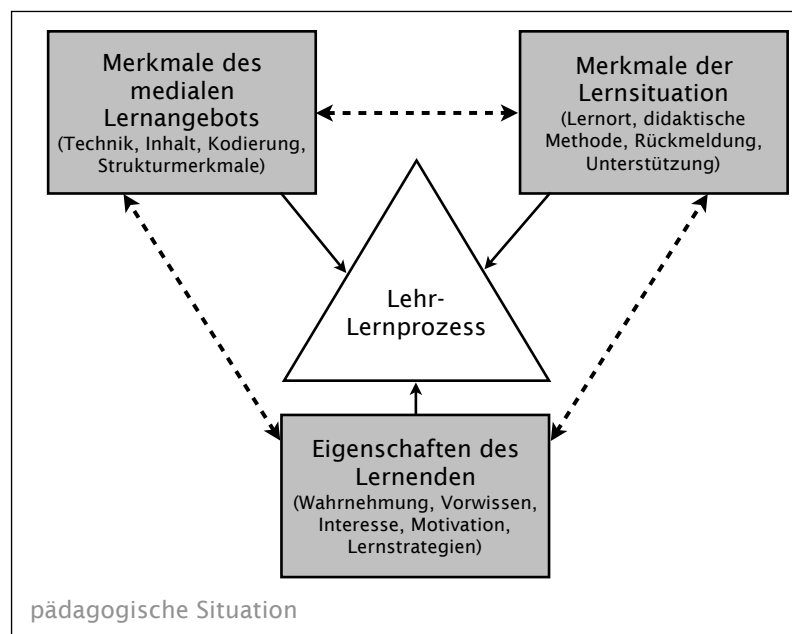 Merkmale des
medialen
Lernangebots
(Technik, Inhalt, Kodierung,
Strukturmerkmale)
Merkmale der
Lernsituation
(Lernort, didaktische
Methode, Rückmeldung,
Unterstützung)
Lehr-
Lernprozess
Eigenschaften des
Lernenden
(Wahrnehmung, Vorwissen,
Interesse, Motivation,
Lernstrategien)
pädagogische Situation